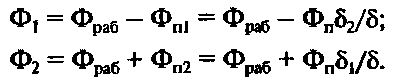 Φ₁ = Φраб − Φп1 = Φраб − Φпδ₂/δ;
Φ₂ = Φраб + Φп2 = Φраб + Φпδ₁/δ.